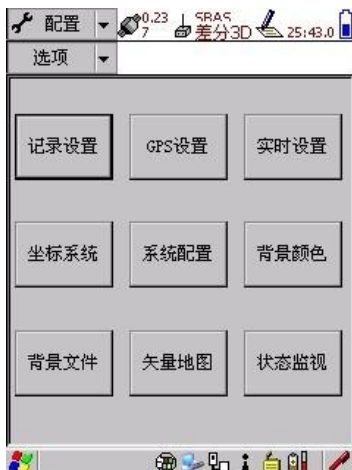 配置 0.23 7 SBAS 差分3D 25:43.0
选项
记录设置 GPS设置 实时设置
坐标系统 系统配置 背景颜色
背景文件 矢量地图 状态监视